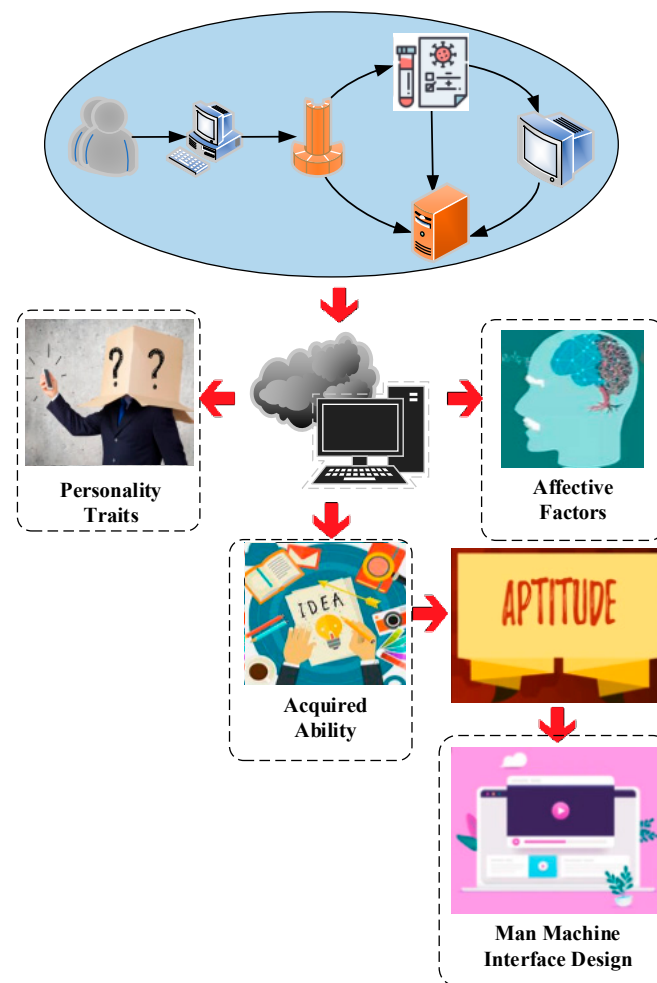 ? ?
Personality
Traits
Affective
Factors
IDEA
Acquired
Ability
APTITUDE
Man Machine
Interface Design